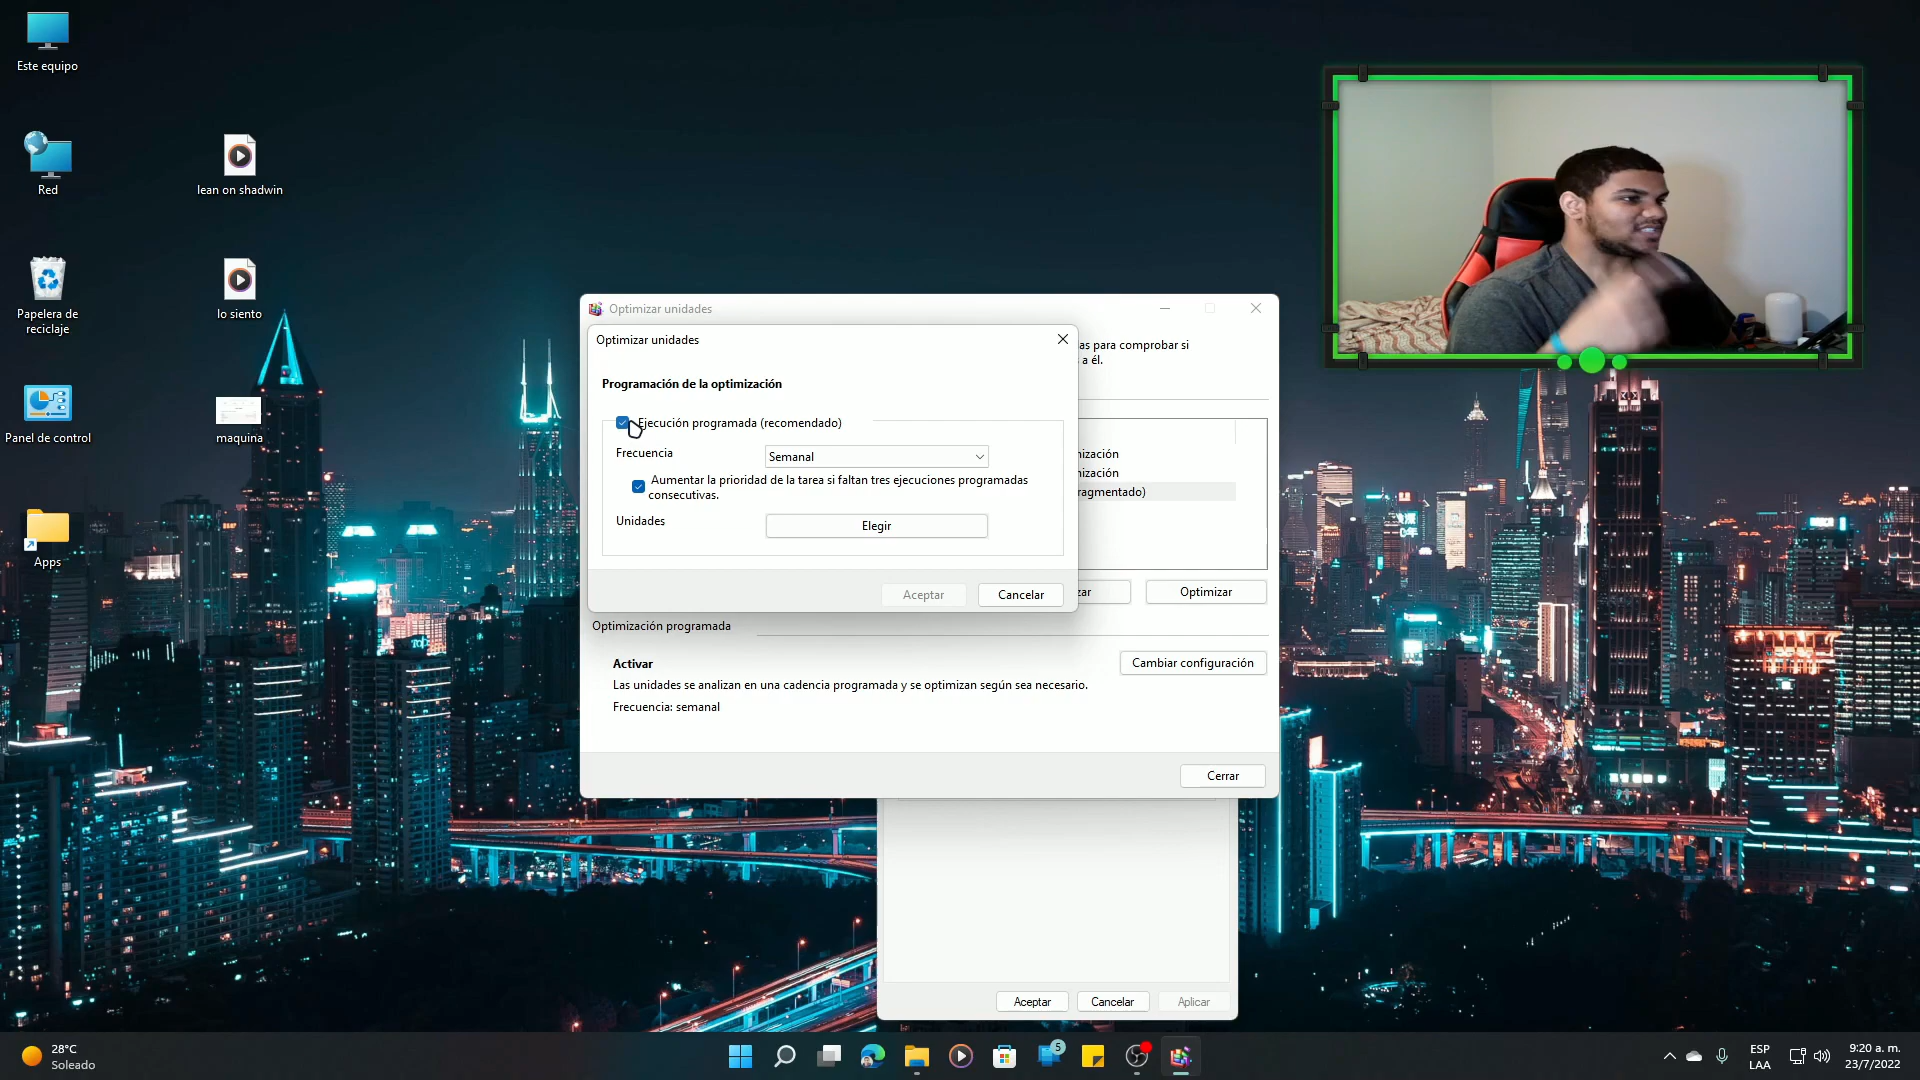 Este equipo
Red
lean on shadwin
Papelera de
reciclaje
lo siento
Panel de control
maquina
Apps
Optimizar unidades
Optimizar unidades
as para comprobar si
a él.
Programación de la optimización
Ejecución programada (recomendado)
Frecuencia
Semanal
Aumentar la prioridad de la tarea si faltan tres ejecuciones programadas
consecutivas.
Unidades
Elegir
Aceptar
Cancelar
nización
nización
ragmentado)
zar
Optimizar
Optimización programada
Activar
Cambiar configuración
Las unidades se analizan en una cadencia programada y se optimizan según sea necesario.
Frecuencia: semanal
Cerrar
Aceptar
Cancelar
Aplicar
28°C
Soleado
5
ESP
LAA
9:20 a. m.
23/7/2022